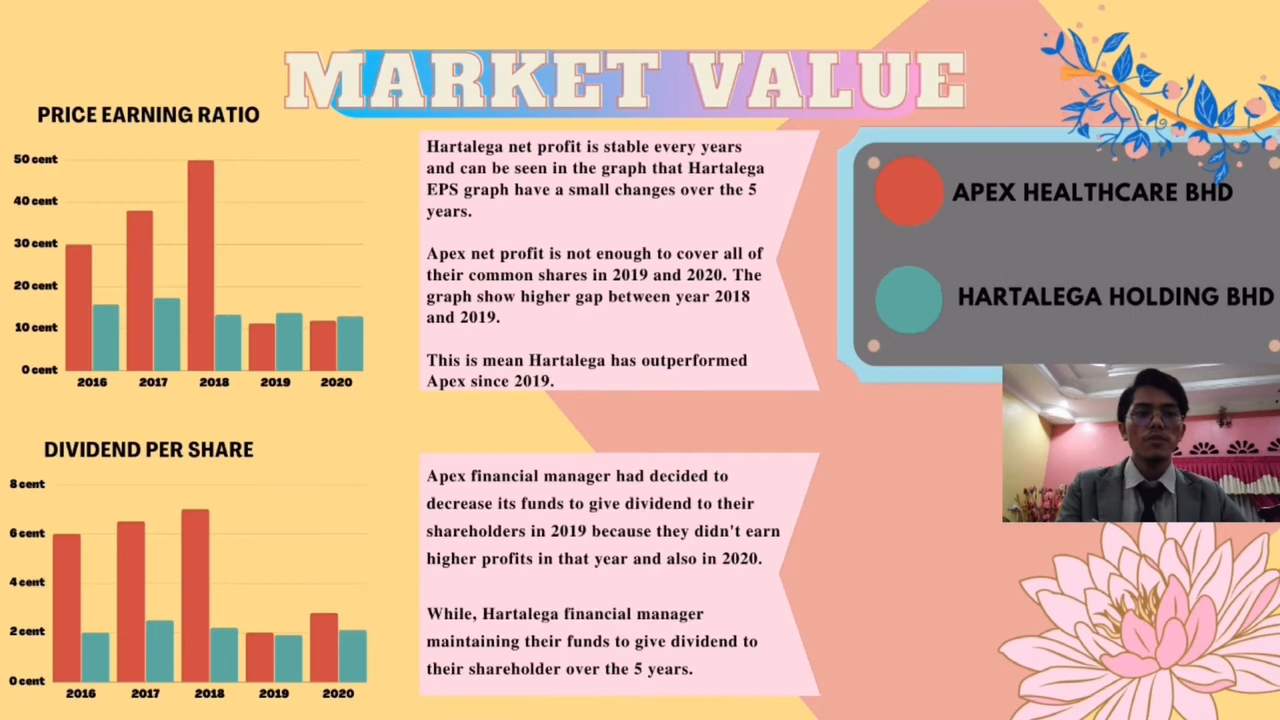 MARKET VALUE
PRICE EARNING RATIO
50 cent
40 cent
30 cent
20 cent
10 cent
0 cent
2016 2017 2018 2019 2020
Hartalega net profit is stable every years
and can be seen in the graph that Hartalega
EPS graph have a small changes over the 5
years.
Apex net profit is not enough to cover all of
their common shares in 2019 and 2020. The
graph show higher gap between year 2018
and 2019.
This is mean Hartalega has outperformed
Apex since 2019.
APEX HEALTHCARE BHD
HARTALEGA HOLDING BHD
DIVIDEND PER SHARE
8 cent
6 cent
4 cent
2 cent
0 cent
2016 2017 2018 2019 2020
Apex financial manager had decided to
decrease its funds to give dividend to their
shareholders in 2019 because they didn't earn
higher profits in that year and also in 2020.
While, Hartalega financial manager
maintaining their funds to give dividend to
their shareholder over the 5 years.